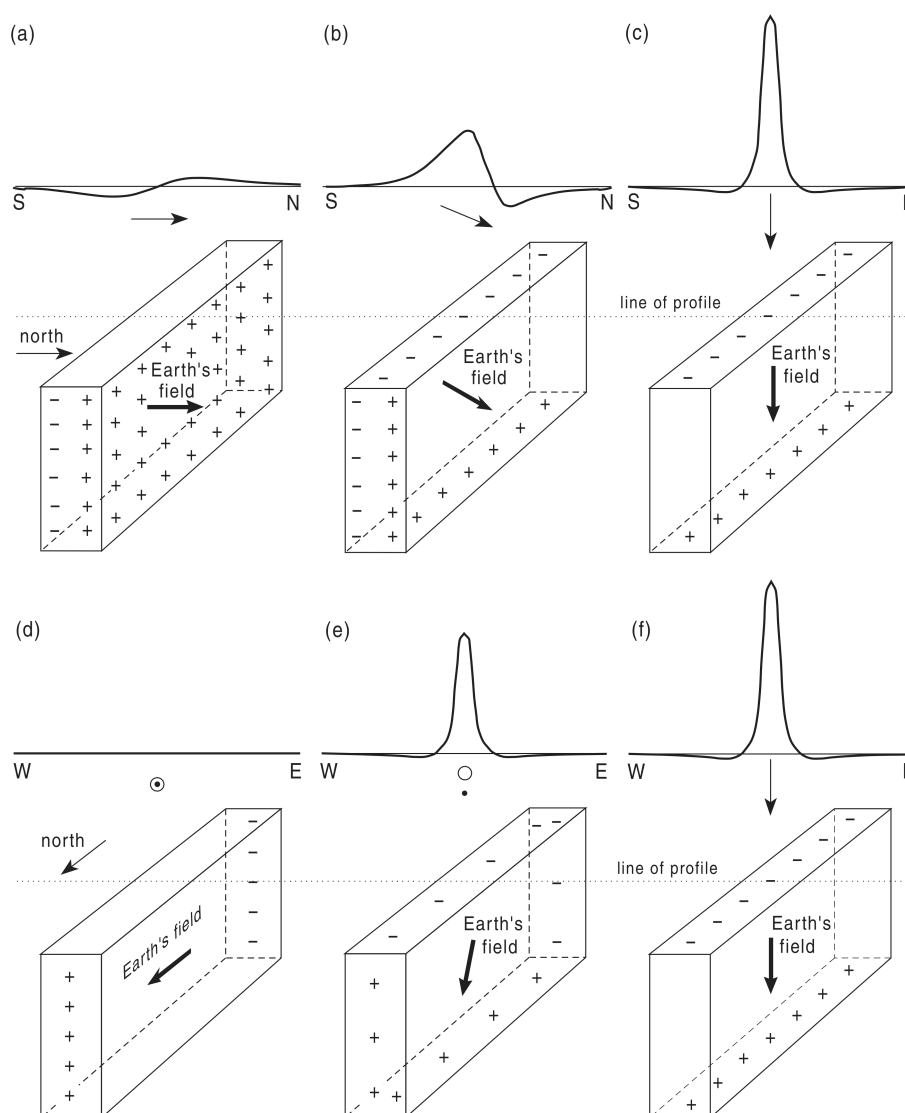 (a)
(b)
(c)
S
N
S
N
S
line of profile
north
Earth's
field
Earth's
field
Earth's
field
(d)
(e)
(f)
W
E
W
E
W
north
line of profile
Earth's field
Earth's
field
Earth's
field